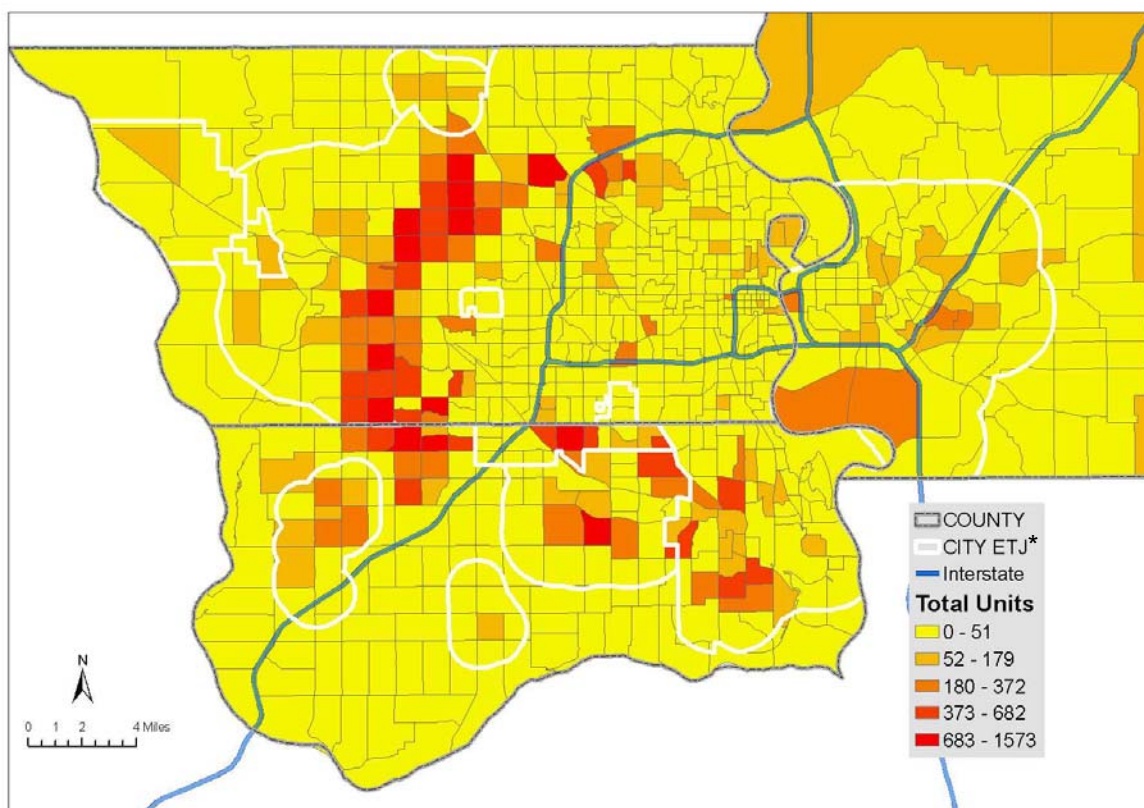 COUNTY
CITY ETJ*
Interstate
Total Units
0 - 51
52 - 179
180 - 372
373 - 682
683 - 1573
N
0 1 2 4 Miles